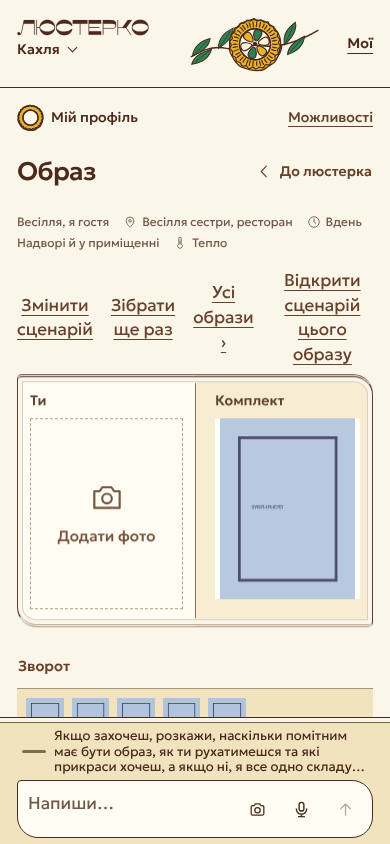 ЛЮСТЕРКО
Кахля
Мої
Мій профіль
Можливості
Образ
До люстерка
Весілля, я гостя
Весілля сестри, ресторан
Вдень
Надворі й у приміщенні
Тепло
Змінити
сценарій
Зібрати
ще раз
Усі
образи
›
Відкрити
сценарій
цього
образу
Ти
Комплект
Додати фото
Зворот
Якщо захочеш, розкажи, наскільки помітним
має бути образ, як ти рухатимешся та які
прикраси хочеш, а якщо ні, я все одно складу…
Напиши…